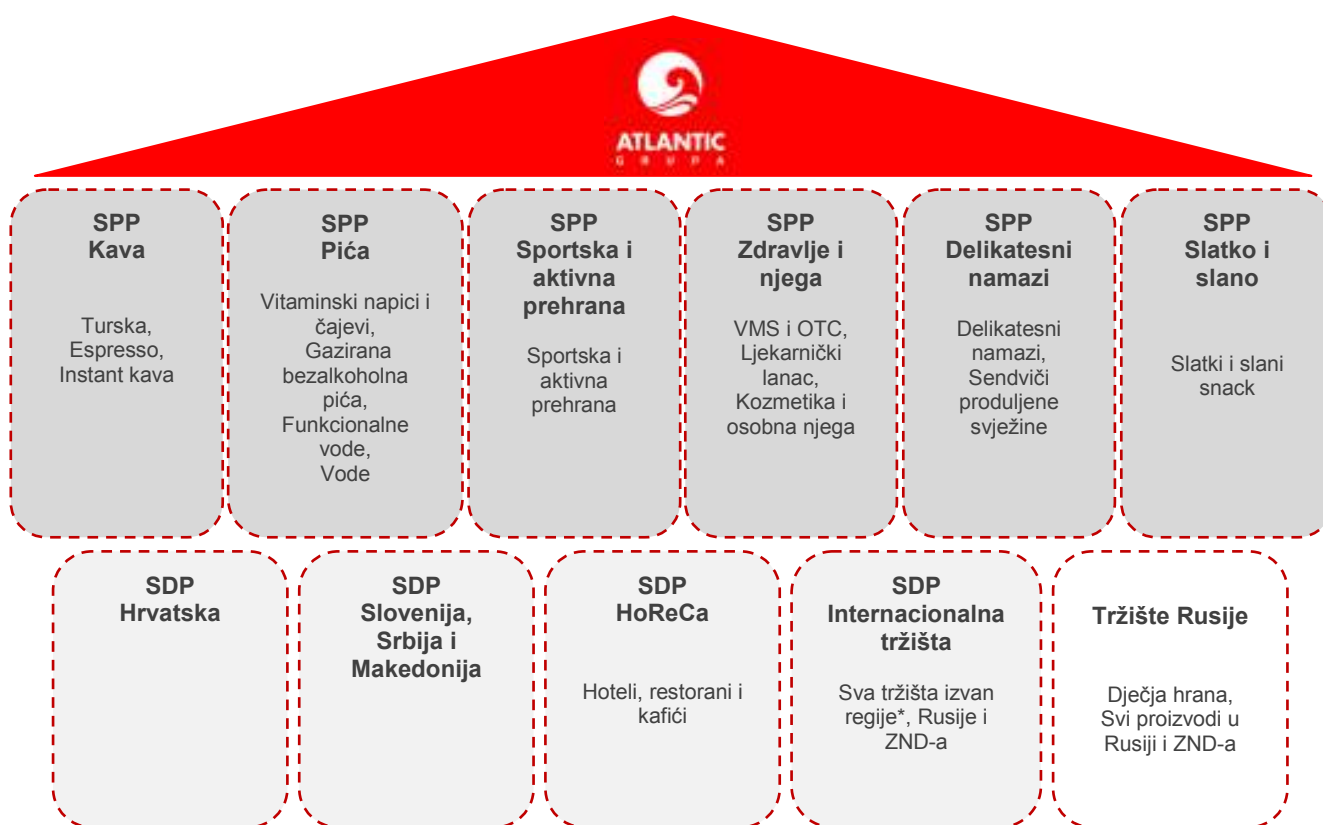 ATLANTIC
GRUPA
SPP
Kava
Turska,
Espresso,
Instant kava
SPP
Pića
Vitaminski napici i
čajevi,
Gazirana
bezalkoholna
pića,
Funkcionalne
vode,
Vode
SPP
Sportska i
aktivna
prehrana
Sportska i
aktivna
prehrana
SPP
Zdravlje i
njega
VMS i OTC,
Ljekarnički
lanac,
Kozmetika i
osobna njega
SPP
Delikatesni
namazi
Delikatesni
namazi,
Sendviči
produljene
svježine
SPP
Slatko i
slano
Slatki i slani
snack
SDP
Hrvatska
SDP
Slovenija,
Srbija i
Makedonija
SDP
HoReCa
Hoteli, restorani i
kafići
SDP
Internacionalna
tržišta
Sva tržišta izvan
regije*, Rusije i
ZND-a
Tržište Rusije
Dječja hrana,
Svi proizvodi u
Rusiji i ZND-a